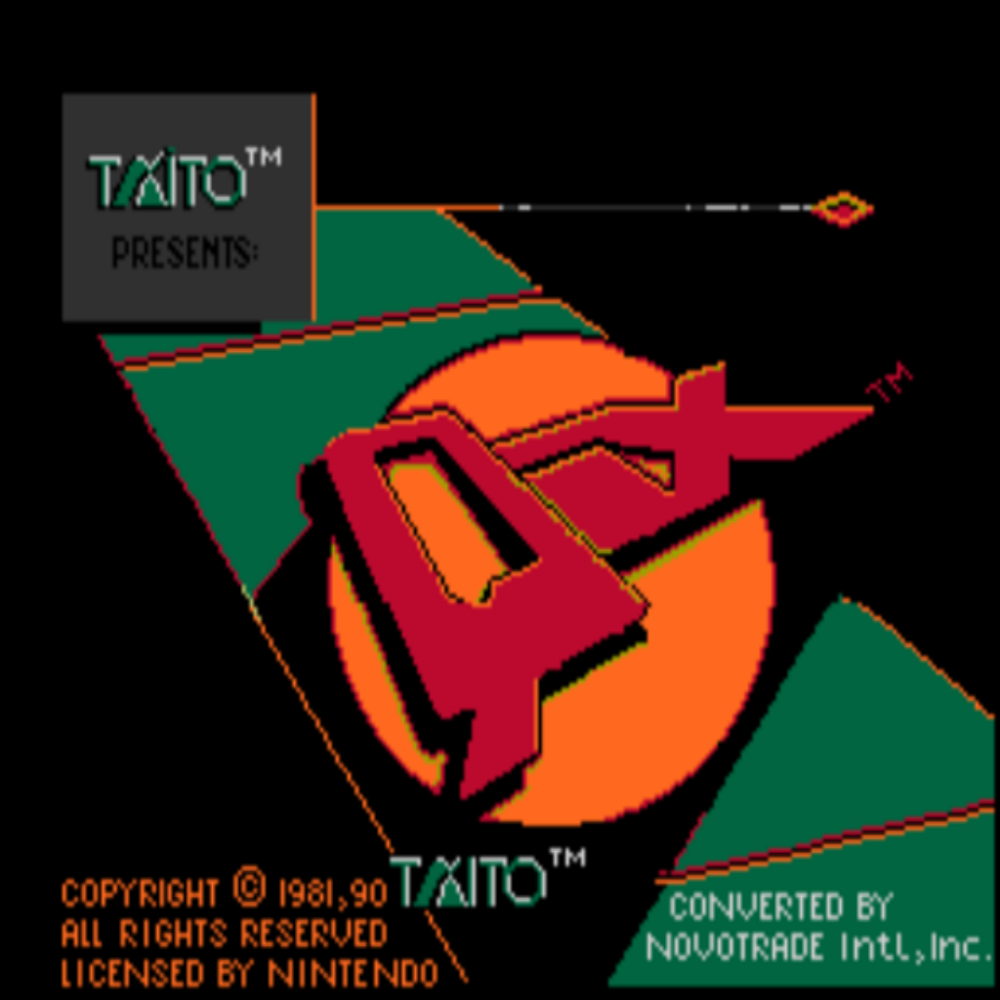 TAITO™
PRESENTS:
QIX™
TAITO™
COPYRIGHT © 1981,90
ALL RIGHTS RESERVED
LICENSED BY NINTENDO
CONVERTED BY
NOVOTRADE Intl,Inc.